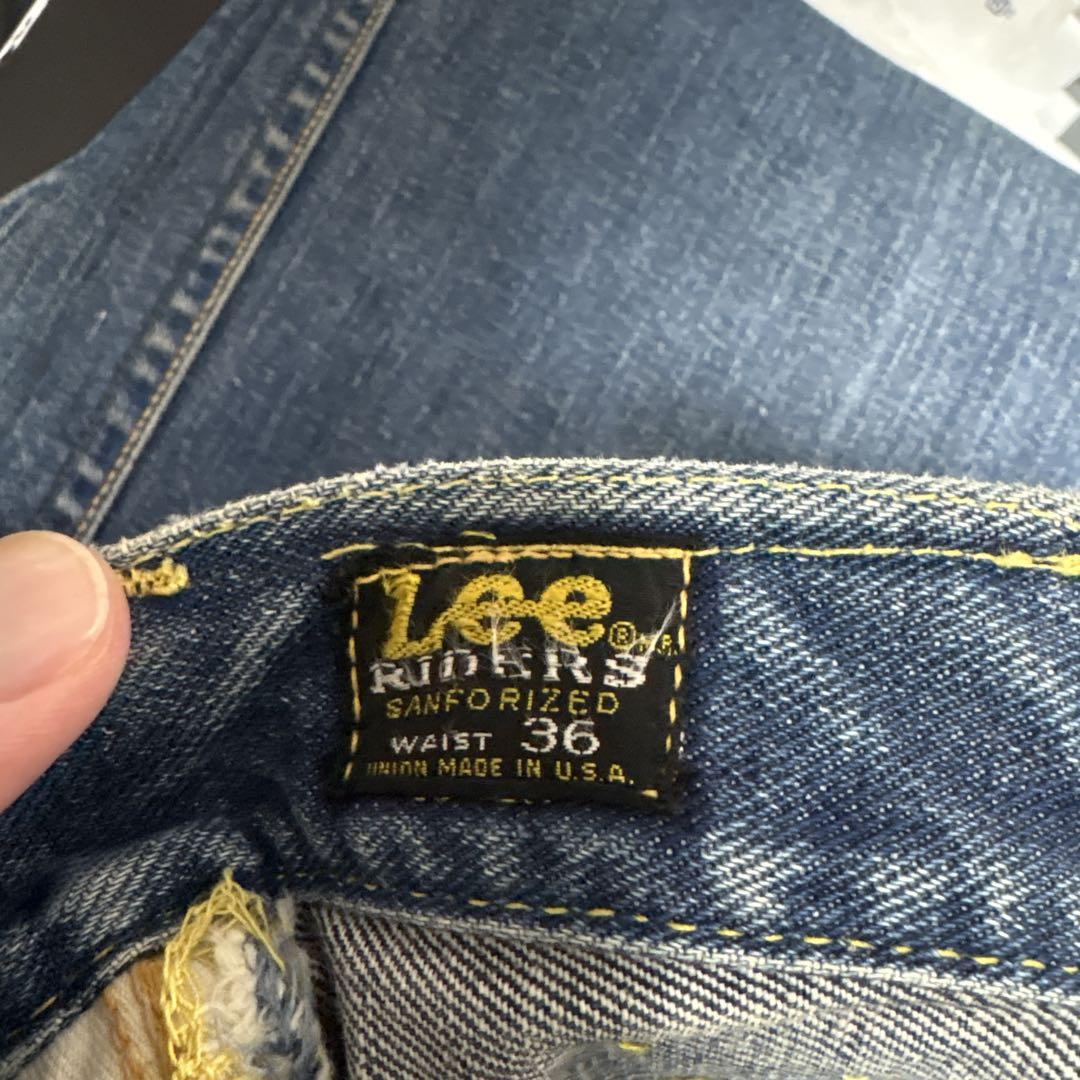 Lee ®
RIDERS
SANFORIZED
WAIST 36
UNION MADE IN U.S.A.